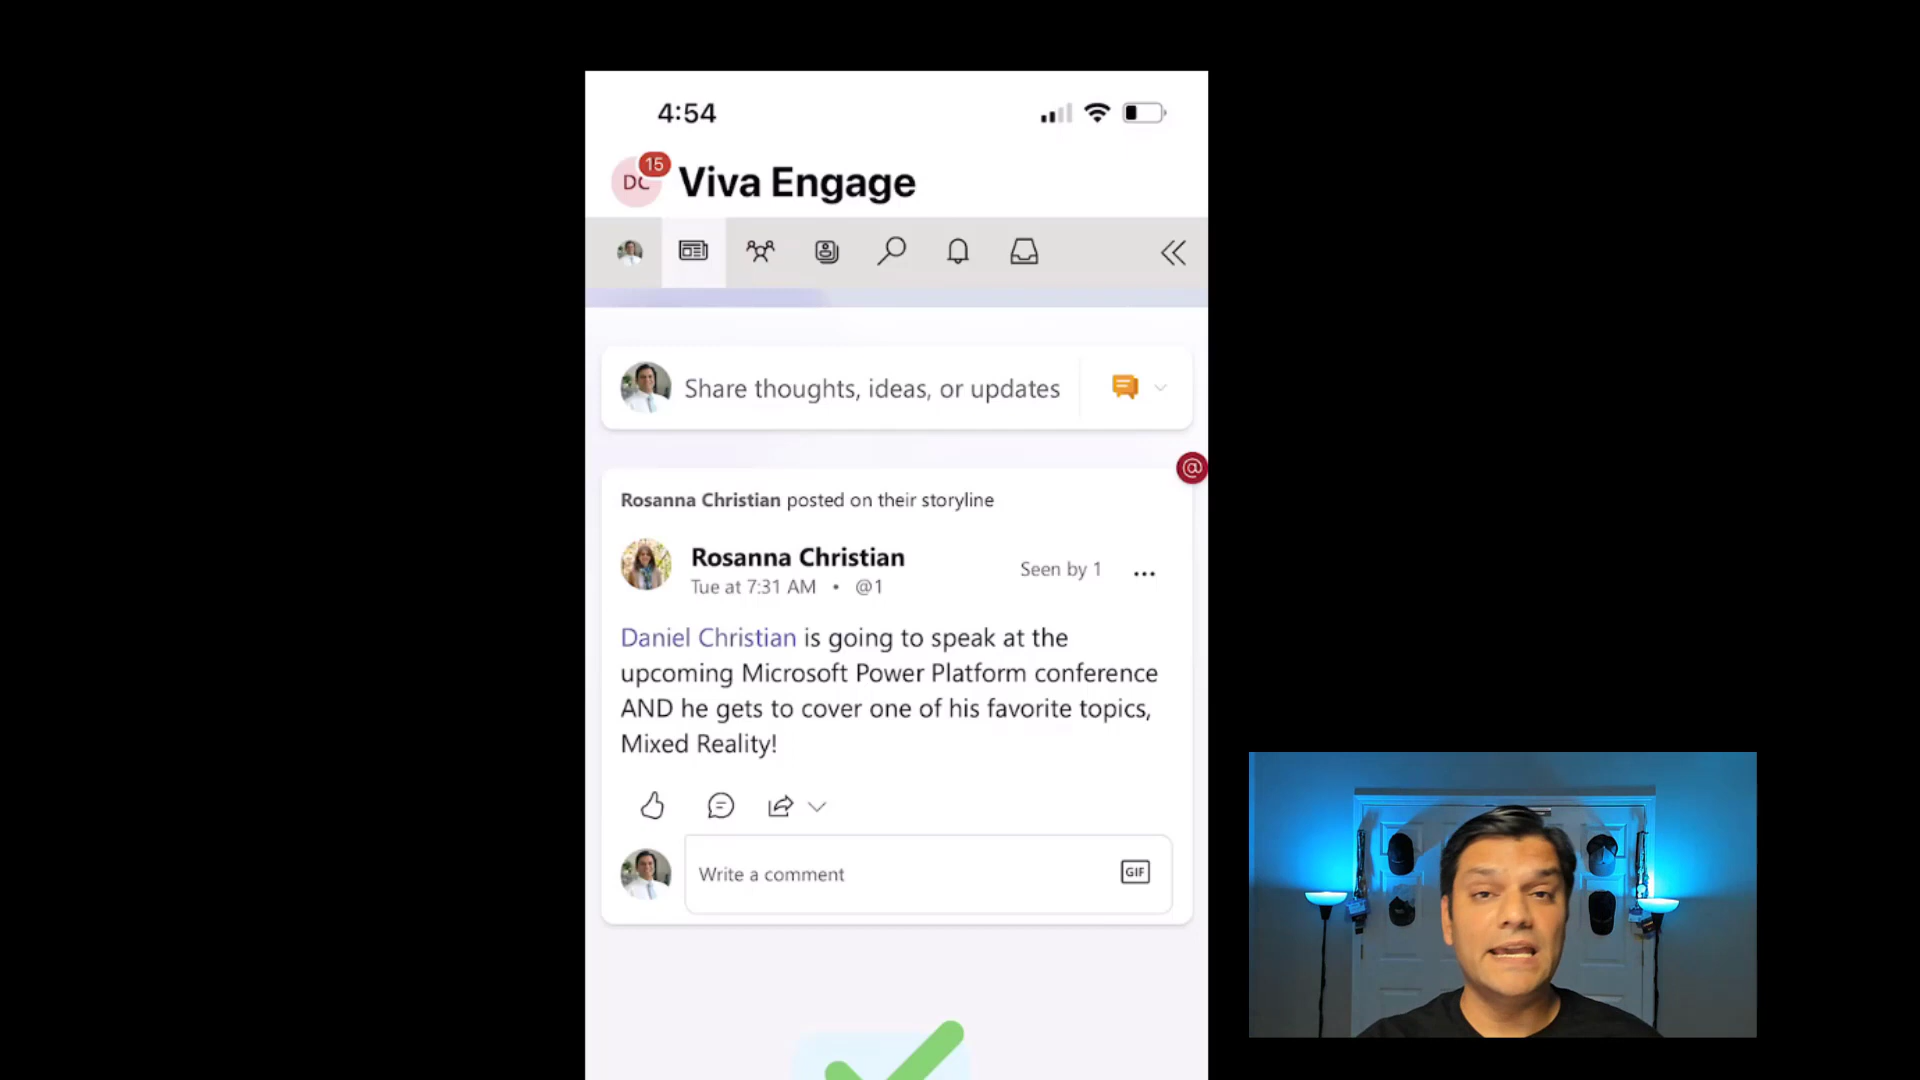 4:54
15
DC
Viva Engage
Share thoughts, ideas, or updates
@
Rosanna Christian posted on their storyline
Rosanna Christian
Seen by 1
Tue at 7:31 AM • @1
Daniel Christian is going to speak at the
upcoming Microsoft Power Platform conference
AND he gets to cover one of his favorite topics,
Mixed Reality!
Write a comment
GIF